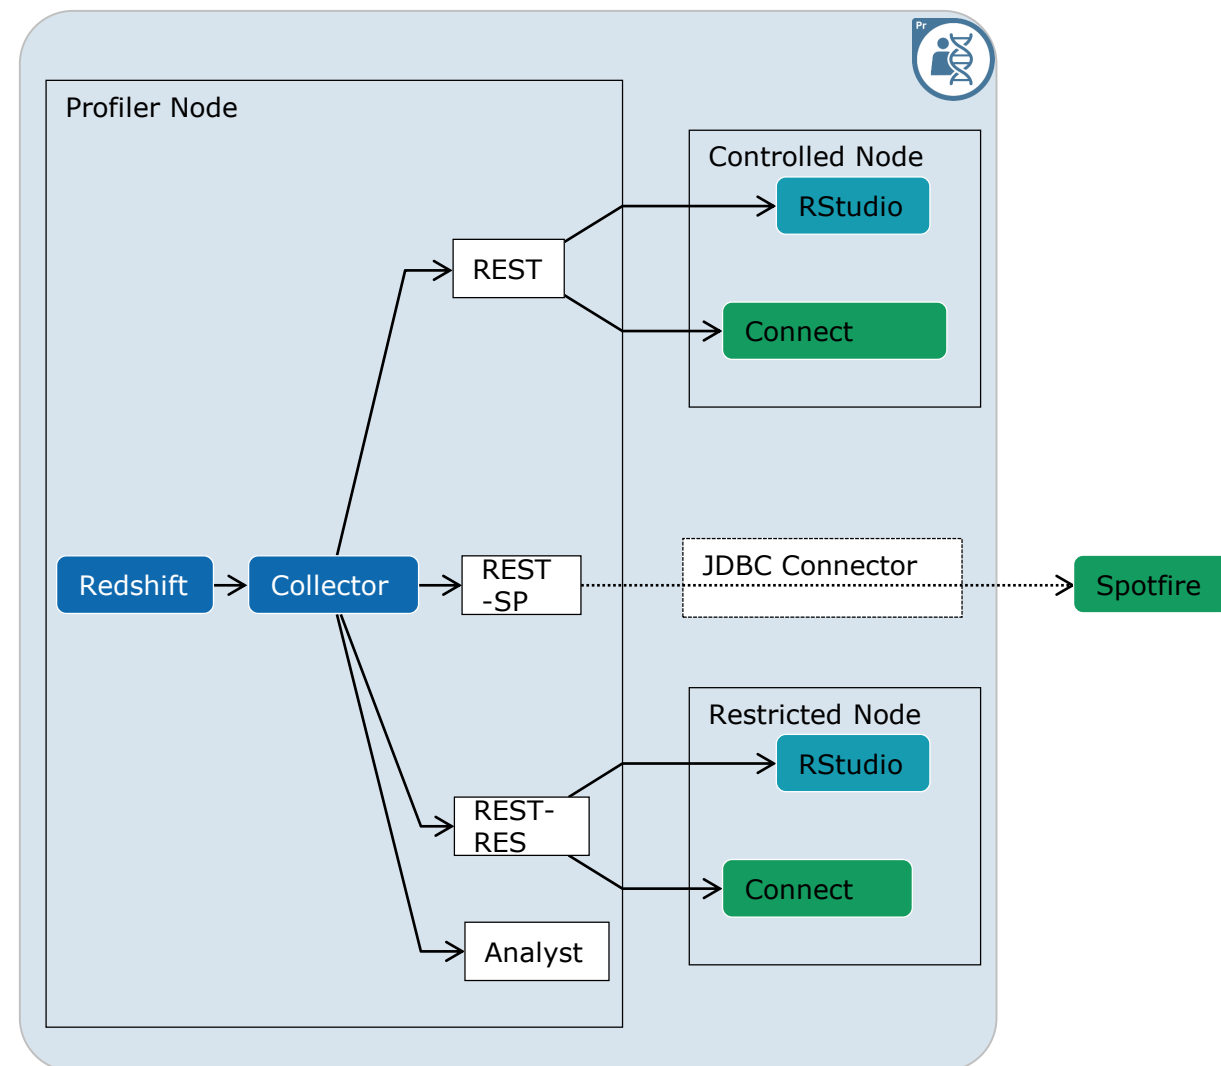 Pr
Profiler Node
Controlled Node
RStudio
REST
Connect
JDBC Connector
Redshift
Collector
REST
-SP
Spotfire
Restricted Node
RStudio
REST-
RES
Connect
Analyst